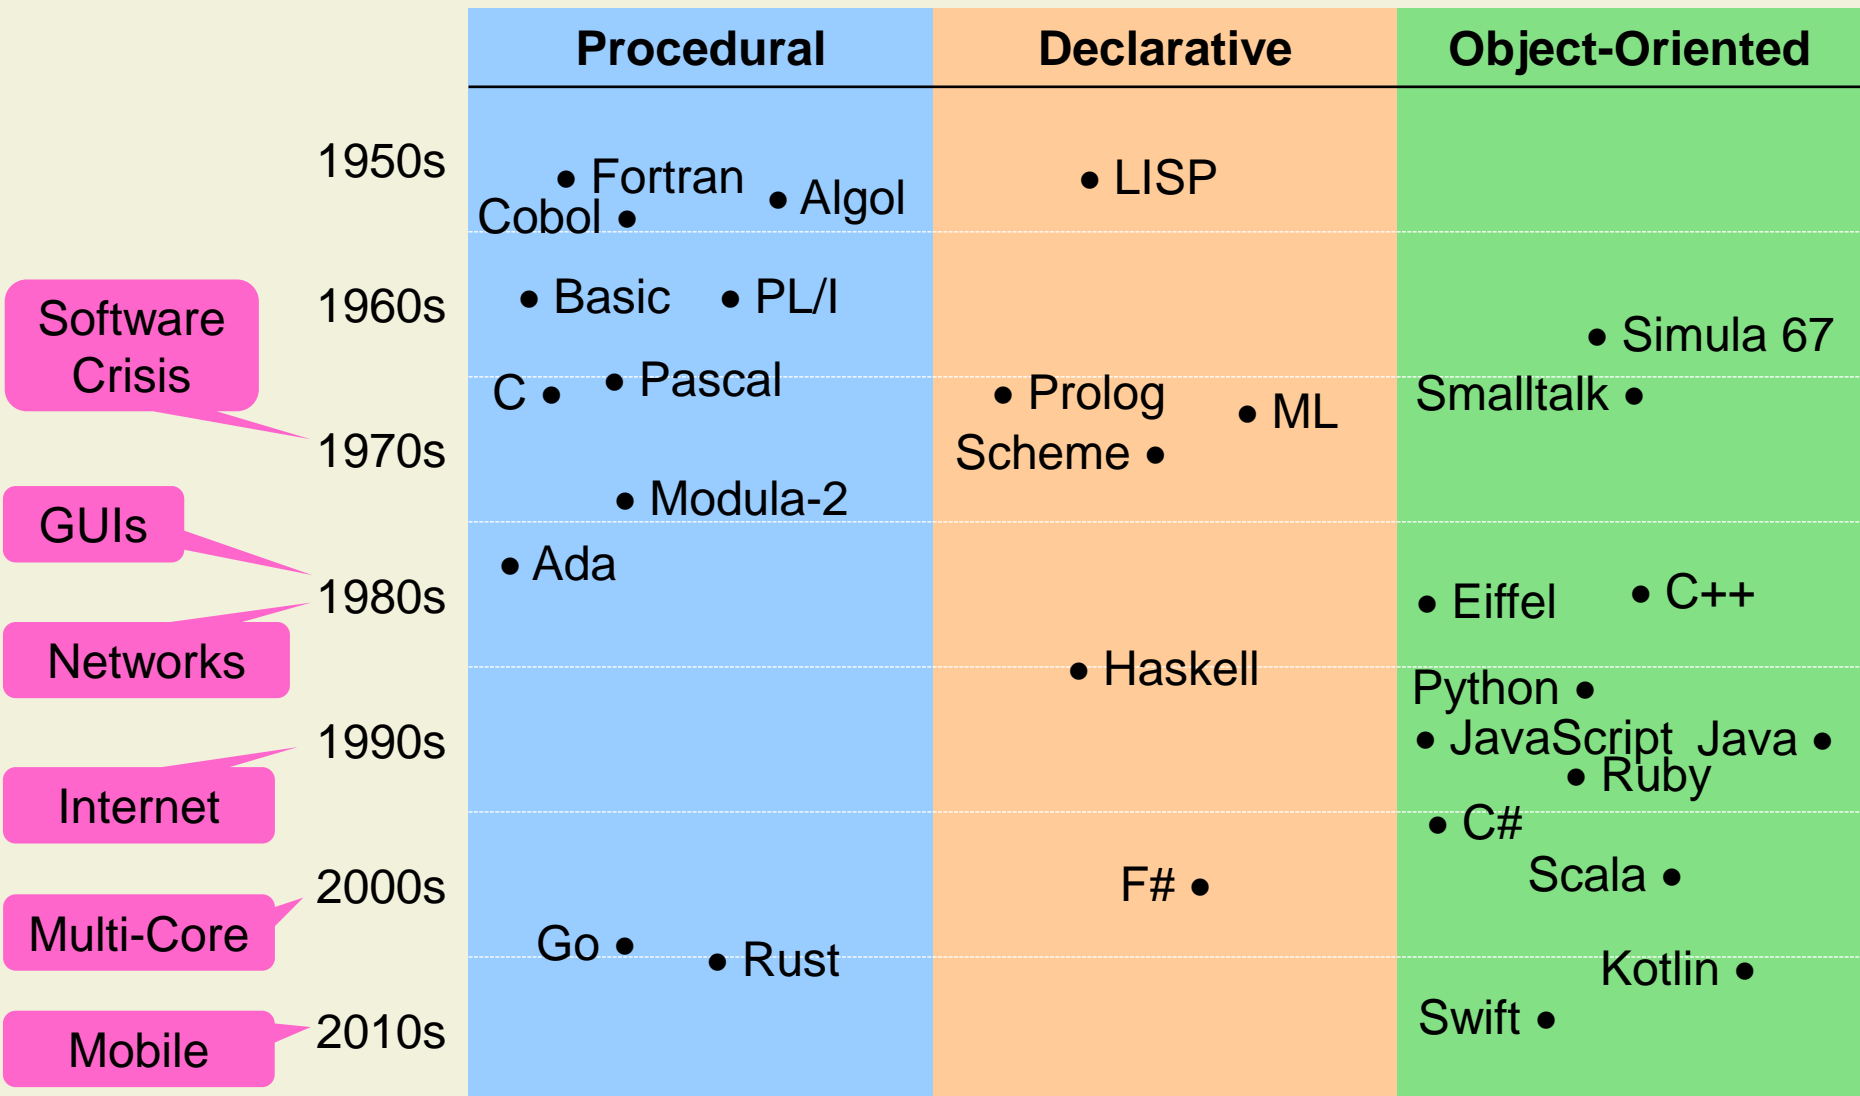 Procedural
Declarative
Object-Oriented
1950s
Fortran
Algol
Cobol
LISP
Software
Crisis
1960s
Basic
PL/I
Simula 67
C
Pascal
Prolog
ML
Smalltalk
1970s
Scheme
Modula-2
GUIs
Ada
1980s
Eiffel
C++
Networks
Haskell
Python
1990s
JavaScript
Java
Ruby
Internet
C#
2000s
F#
Scala
Multi-Core
Go
Rust
Kotlin
Mobile
2010s
Swift